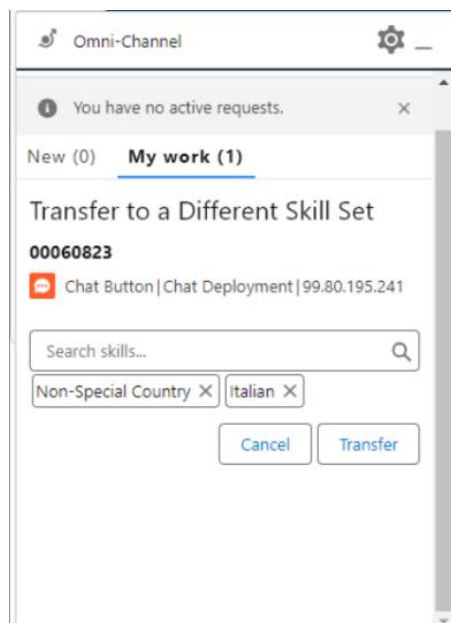 Omni-Channel
You have no active requests.
New (0) My work (1)
Transfer to a Different Skill Set
00060823
Chat Button|Chat Deployment|99.80.195.241
Search skills...
Non-Special Country Italian
Cancel Transfer